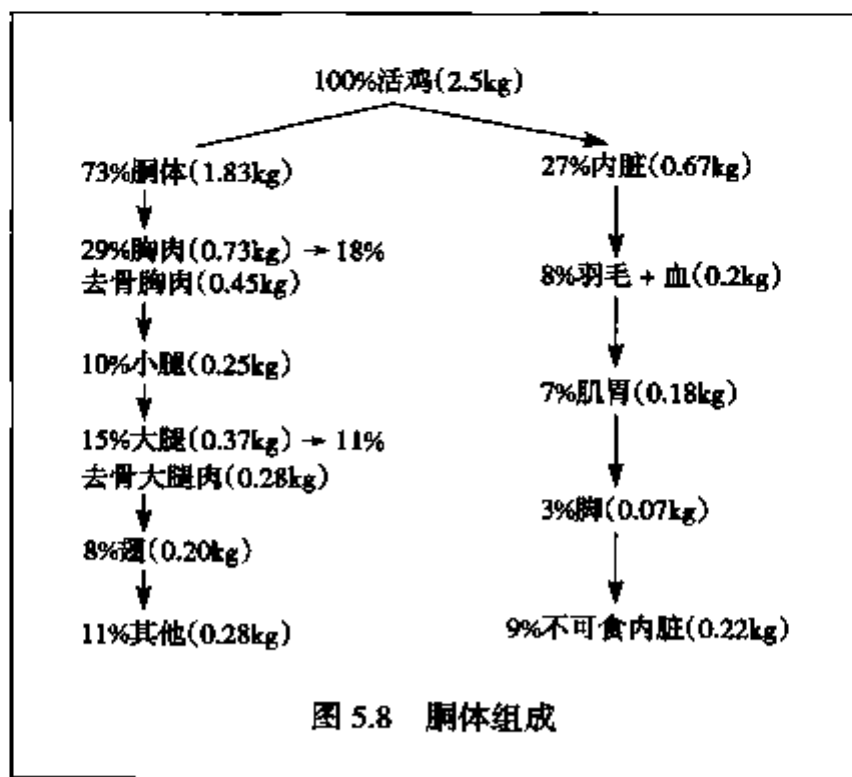 100%活鸡(2.5kg)
73%胴体(1.83kg)
29%胸肉(0.73kg) → 18%
去骨胸肉(0.45kg)
10%小腿(0.25kg)
15%大腿(0.37kg) → 11%
去骨大腿肉(0.28kg)
8%翅(0.20kg)
11%其他(0.28kg)
27%内脏(0.67kg)
8%羽毛 + 血(0.2kg)
7%肌胃(0.18kg)
3%脚(0.07kg)
9%不可食内脏(0.22kg)
图 5.8 胴体组成